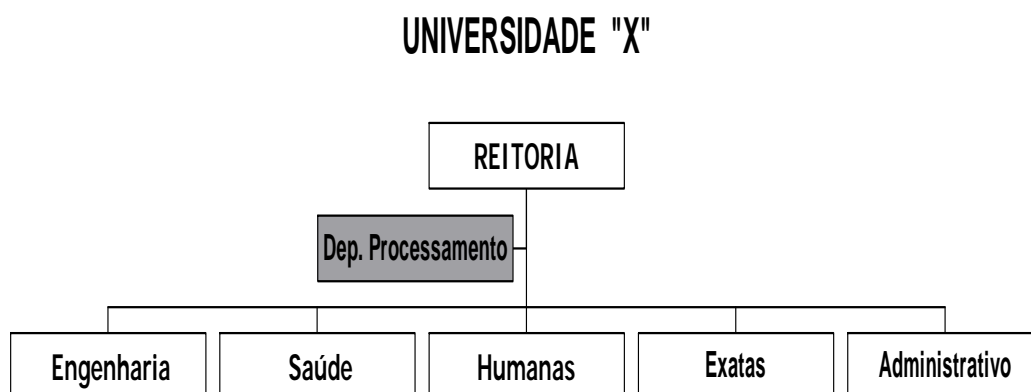 UNIVERSIDADE "X"
REITORIA
Dep. Processamento
Engenharia
Saúde
Humanas
Exatas
Administrativo